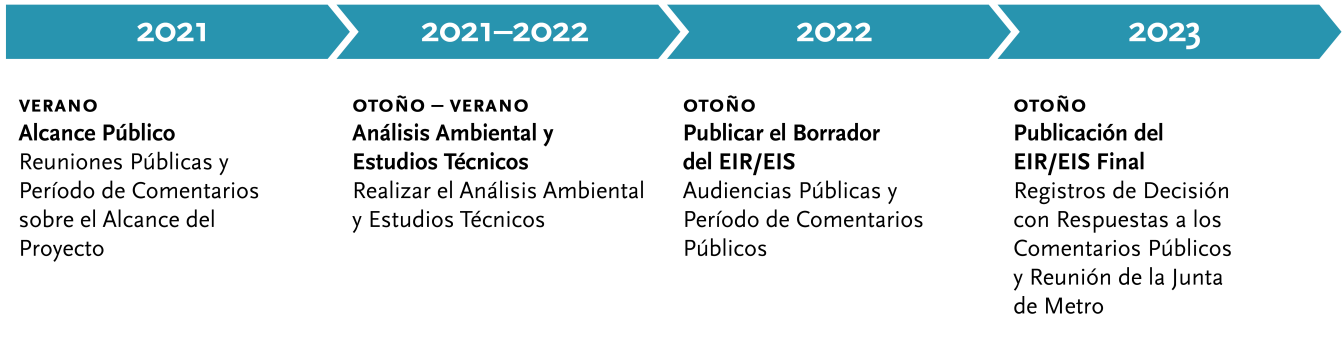 2021
VERANO
Alcance Público
Reuniones Públicas y
Período de Comentarios
sobre el Alcance del
Proyecto
2021–2022
OTOÑO – VERANO
Análisis Ambiental y
Estudios Técnicos
Realizar el Análisis Ambiental
y Estudios Técnicos
2022
OTOÑO
Publicar el Borrador
del EIR/EIS
Audiencias Públicas y
Período de Comentarios
Públicos
2023
OTOÑO
Publicación del
EIR/EIS Final
Registros de Decisión
con Respuestas a los
Comentarios Públicos
y Reunión de la Junta
de Metro